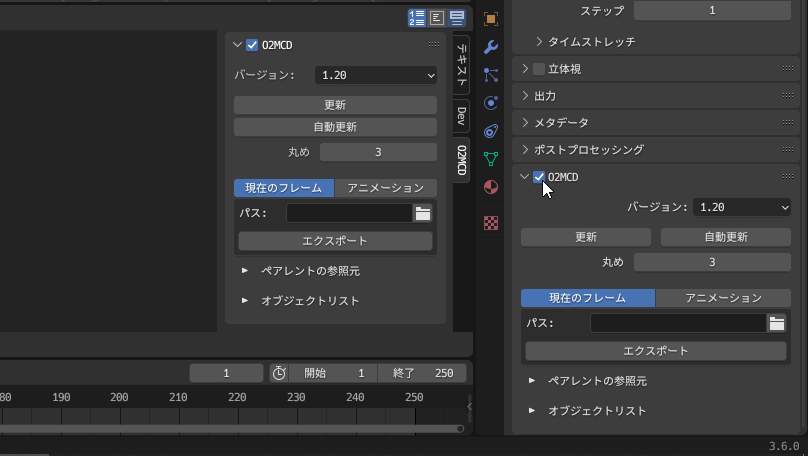 O2MCD
バージョン:
1.20
更新
自動更新
丸め
3
現在のフレーム
アニメーション
パス:
エクスポート
ペアレントの参照元
オブジェクトリスト
テキスト
Dev
O2MCD
1
開始 1
終了 250
80 190 200 210 220 230 240 250
ステップ 1
タイムストレッチ
立体視
出力
メタデータ
ポストプロセッシング
O2MCD
バージョン: 1.20
更新 自動更新
丸め 3
現在のフレーム アニメーション
パス:
エクスポート
ペアレントの参照元
オブジェクトリスト
3.6.0